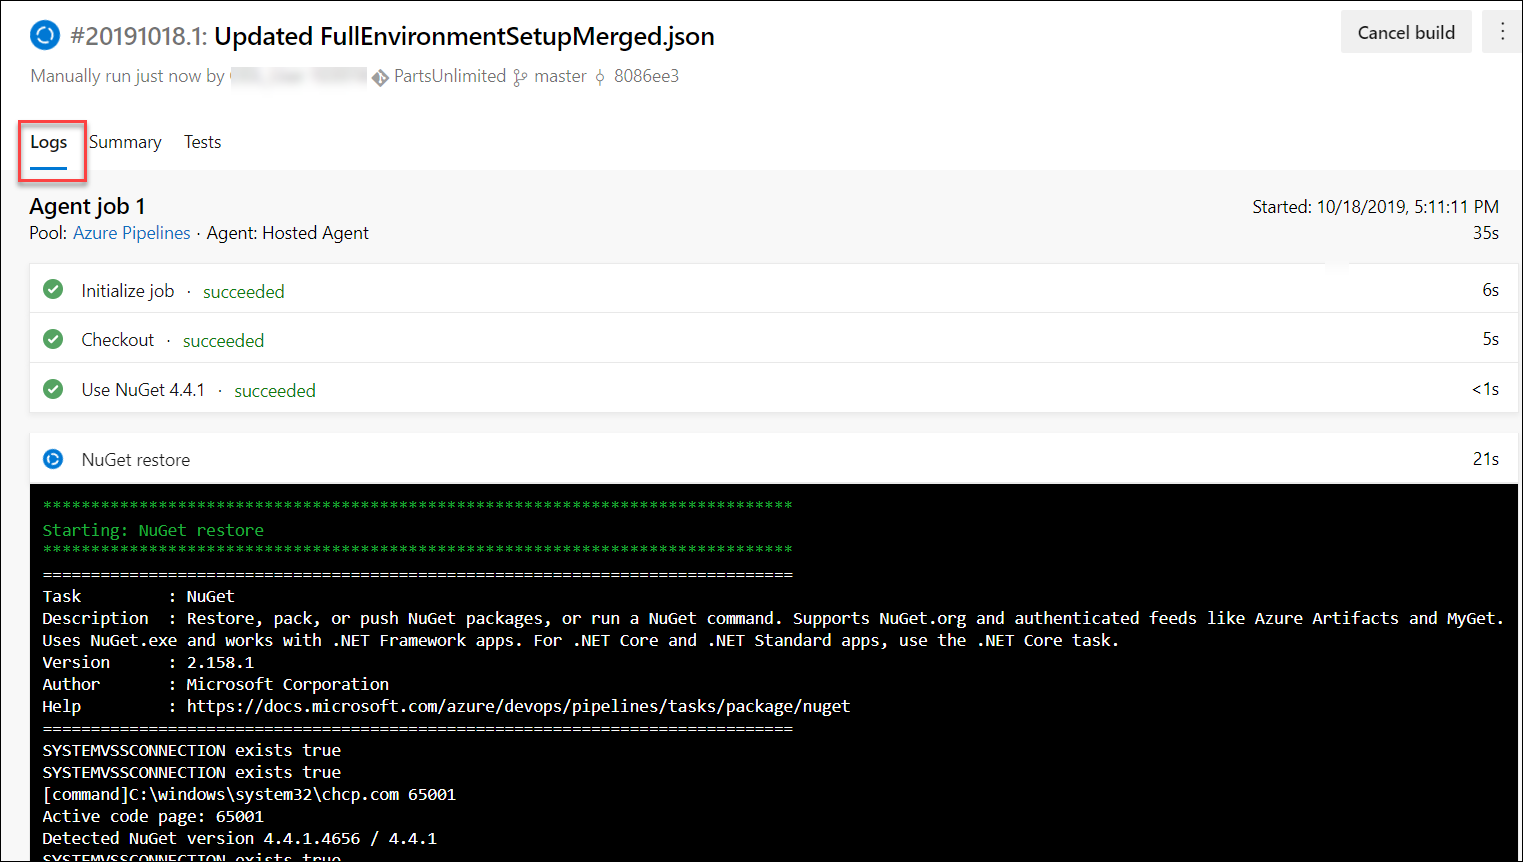 #20191018.1: Updated FullEnvironmentSetupMerged.json
Cancel build
Manually run just now by PartsUnlimited master 8086ee3
Logs Summary Tests
Agent job 1
Started: 10/18/2019, 5:11:11 PM
Pool: Azure Pipelines · Agent: Hosted Agent
35s
Initialize job · succeeded 6s
Checkout · succeeded 5s
Use NuGet 4.4.1 · succeeded <1s
NuGet restore 21s
******************************************************************************
Starting: NuGet restore
******************************************************************************
==============================================================================
Task         : NuGet
Description  : Restore, pack, or push NuGet packages, or run a NuGet command. Supports NuGet.org and authenticated feeds like Azure Artifacts and MyGet.
Uses NuGet.exe and works with .NET Framework apps. For .NET Core and .NET Standard apps, use the .NET Core task.
Version      : 2.158.1
Author       : Microsoft Corporation
Help         : https://docs.microsoft.com/azure/devops/pipelines/tasks/package/nuget
==============================================================================
SYSTEMVSSCONNECTION exists true
SYSTEMVSSCONNECTION exists true
[command]C:\windows\system32\chcp.com 65001
Active code page: 65001
Detected NuGet version 4.4.1.4656 / 4.4.1
SYSTEMVSSCONNECTION exists true